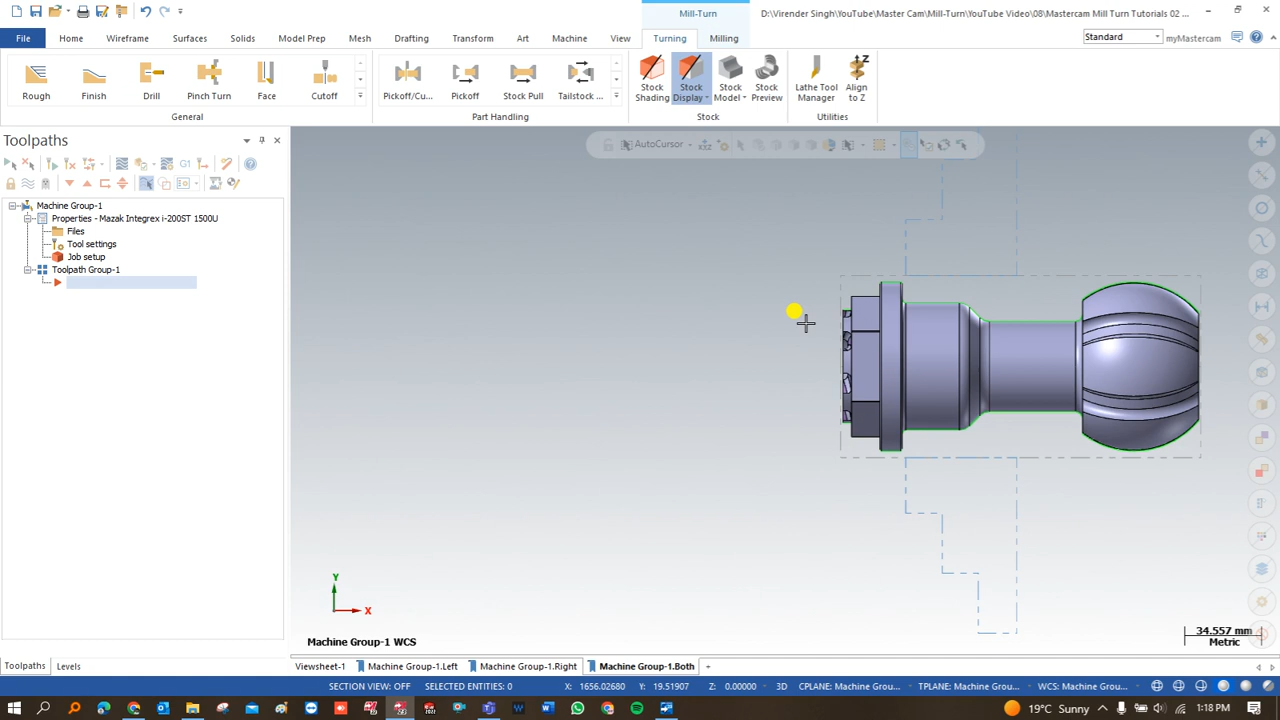 Mill-Turn
D:\Virender Singh\YouTube\Master Cam\Mill-Turn\YouTube Video\08\Mastercam Mill Turn Tutorials 02 ...
File Home Wireframe Surfaces Solids Model Prep Mesh Drafting Transform Art Machine View Turning Milling
Standard
myMastercam
Rough Finish Drill Pinch Turn Face Cutoff
Pickoff/Cu... Pickoff Stock Pull Tailstock ...
Stock Shading Stock Display Stock Model Stock Preview
Lathe Tool Manager Align to Z
General Part Handling Stock Utilities
Toolpaths
AutoCursor
G1
Machine Group-1
Properties - Mazak Integrex i-200ST 1500U
Files
Tool settings
Job setup
Toolpath Group-1
Y
X
Machine Group-1 WCS
34.557 mm
Metric
Toolpaths Levels
Viewsheet-1 Machine Group-1.Left Machine Group-1.Right Machine Group-1.Both +
SECTION VIEW: OFF SELECTED ENTITIES: 0 X: 1656.02680 Y: 19.51907 Z: 0.00000 3D CPLANE: Machine Grou... TPLANE: Machine Grou... WCS: Machine Grou...
19°C Sunny
1:18 PM